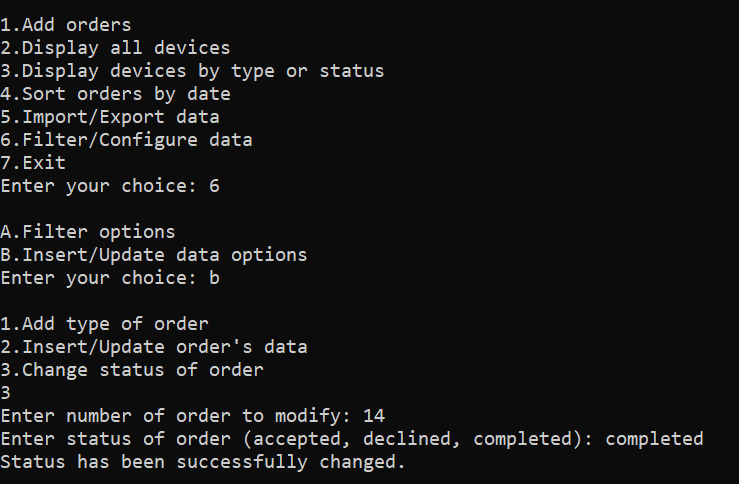 1.Add orders
2.Display all devices
3.Display devices by type or status
4.Sort orders by date
5.Import/Export data
6.Filter/Configure data
7.Exit
Enter your choice: 6
A.Filter options
B.Insert/Update data options
Enter your choice: b
1.Add type of order
2.Insert/Update order's data
3.Change status of order
3
Enter number of order to modify: 14
Enter status of order (accepted, declined, completed): completed
Status has been successfully changed.